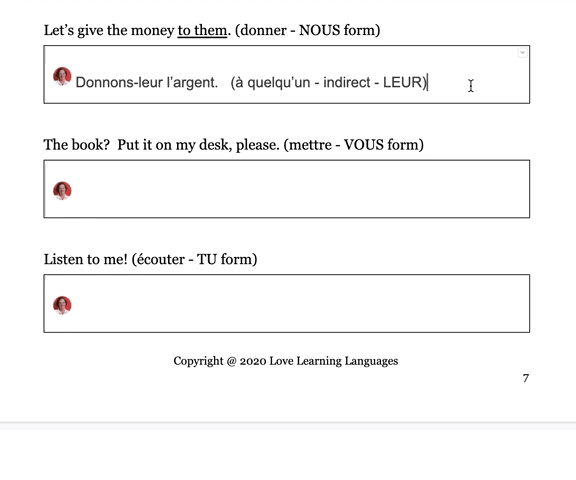 Let’s give the money to them. (donner - NOUS form)
Donnons-leur l’argent. (à quelqu’un - indirect - LEUR)
The book? Put it on my desk, please. (mettre - VOUS form)
Listen to me! (écouter - TU form)
Copyright @ 2020 Love Learning Languages
7